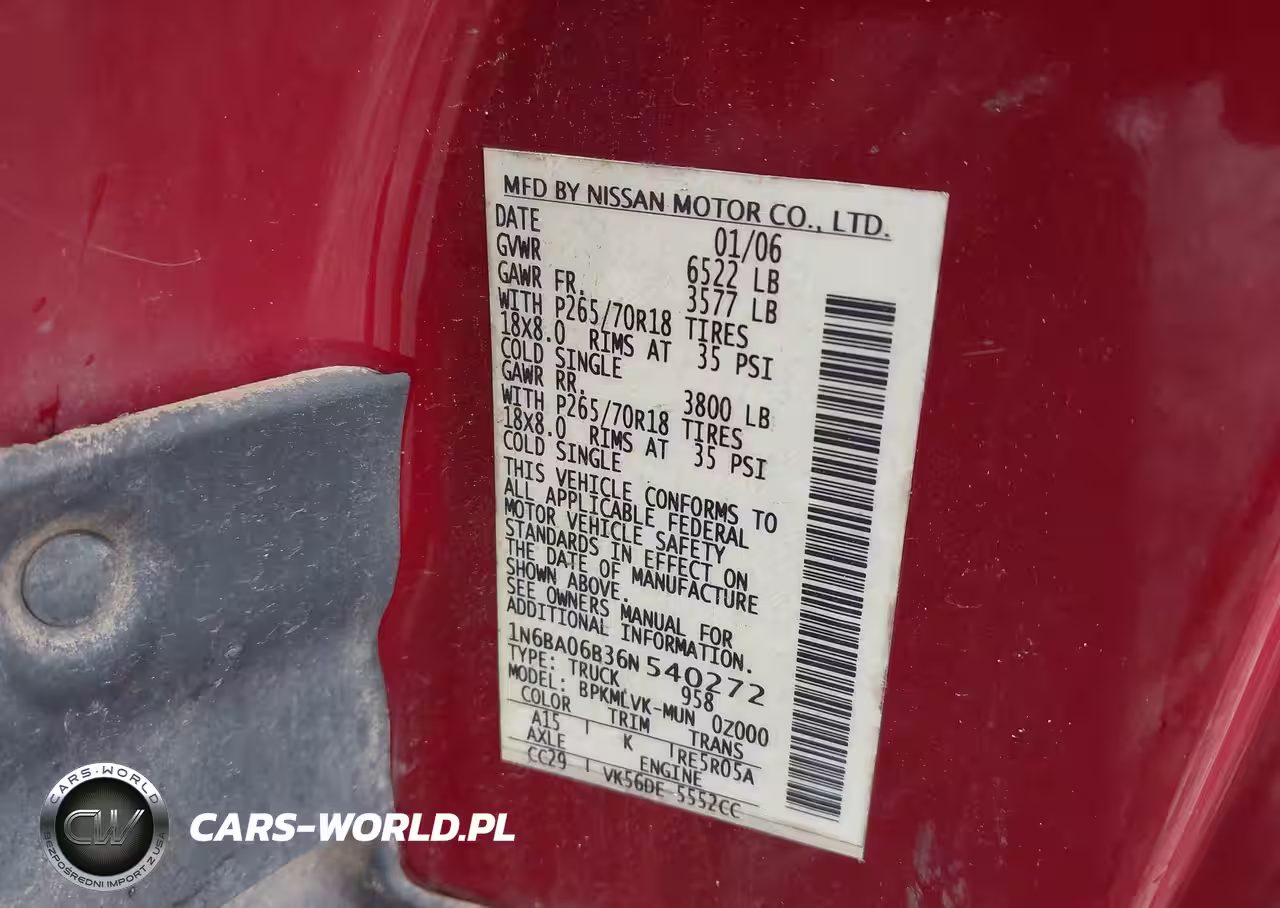 MFD BY NISSAN MOTOR CO., LTD.
DATE 01/06
GVWR 6522 LB
GAWR FR. 3577 LB
WITH P265/70R18 TIRES
18X8.0 RIMS AT 35 PSI
COLD SINGLE
GAWR RR. 3800 LB
WITH P265/70R18 TIRES
18X8.0 RIMS AT 35 PSI
COLD SINGLE
THIS VEHICLE CONFORMS TO
ALL APPLICABLE FEDERAL
MOTOR VEHICLE SAFETY
STANDARDS IN EFFECT ON
THE DATE OF MANUFACTURE
SHOWN ABOVE.
SEE OWNERS MANUAL FOR
ADDITIONAL INFORMATION.
1N6BA06B36N540272
TYPE: TRUCK 958
MODEL: BPKMLVK-MUN 0Z000
COLOR TRIM TRANS
A15 K RE5R05A
AXLE ENGINE
CC29 VK56DE 5552CC
CARS-WORLD
CW
BEZPOŚREDNI IMPORT Z USA
CARS-WORLD.PL